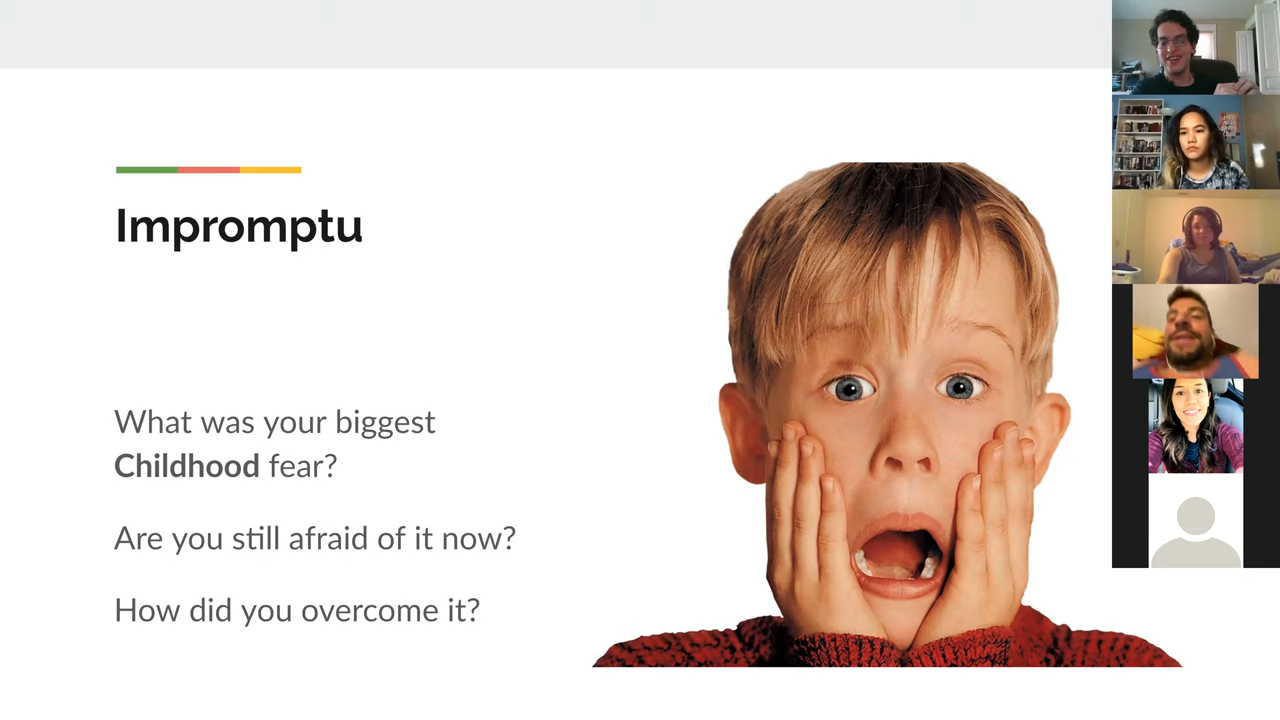 Impromptu
What was your biggest
Childhood fear?
Are you still afraid of it now?
How did you overcome it?